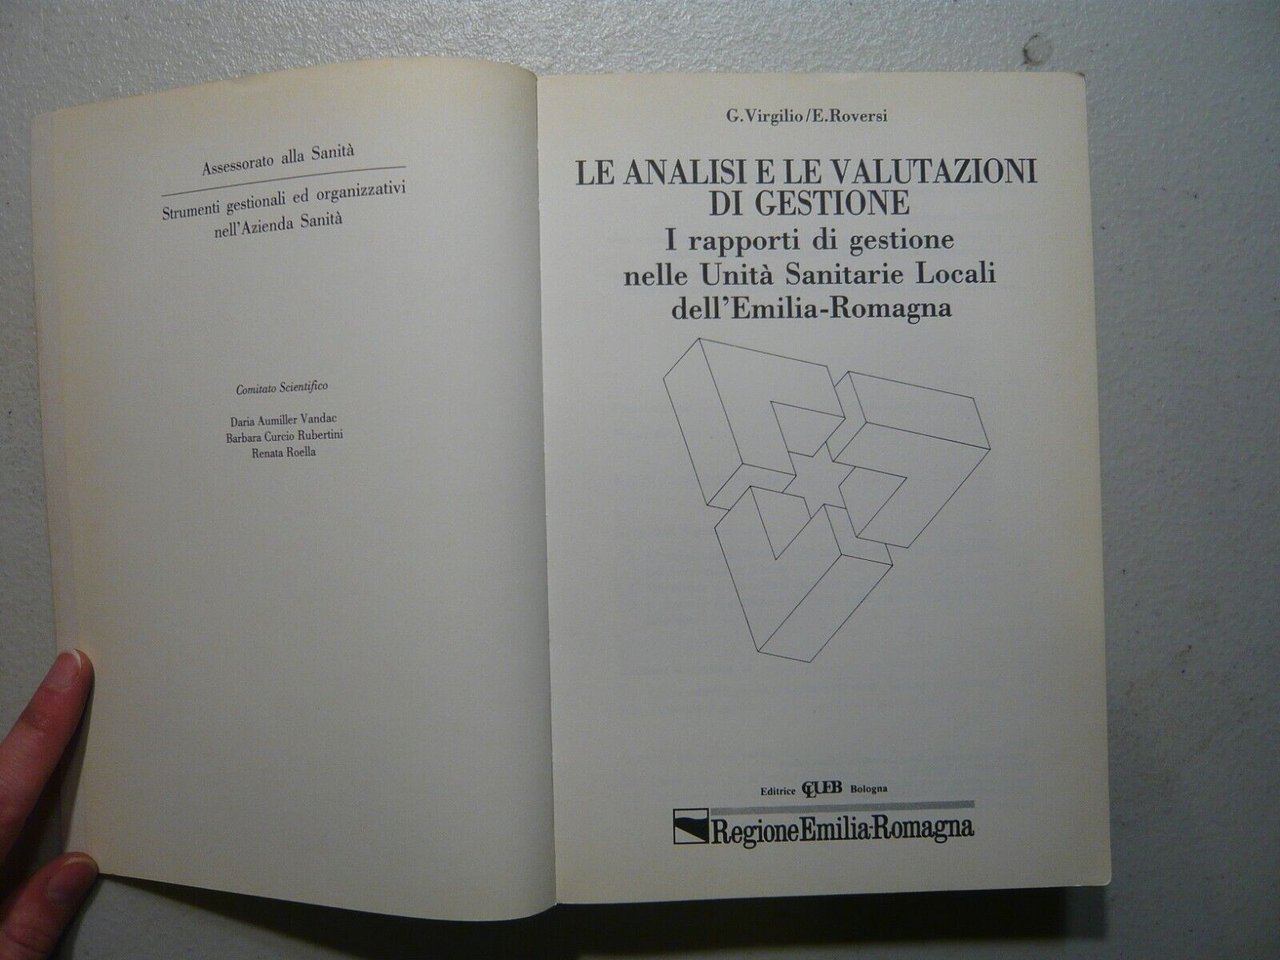 Assessorato alla Sanità
Strumenti gestionali ed organizzativi
nell'Azienda Sanità
Comitato Scientifico
Daria Aumiller Vandac
Barbara Curcio Rubertini
Renata Roella
G.Virgilio/E.Roversi
LE ANALISI E LE VALUTAZIONI
DI GESTIONE
I rapporti di gestione
nelle Unità Sanitarie Locali
dell'Emilia-Romagna
Editrice CLUEB Bologna
RegioneEmilia-Romagna